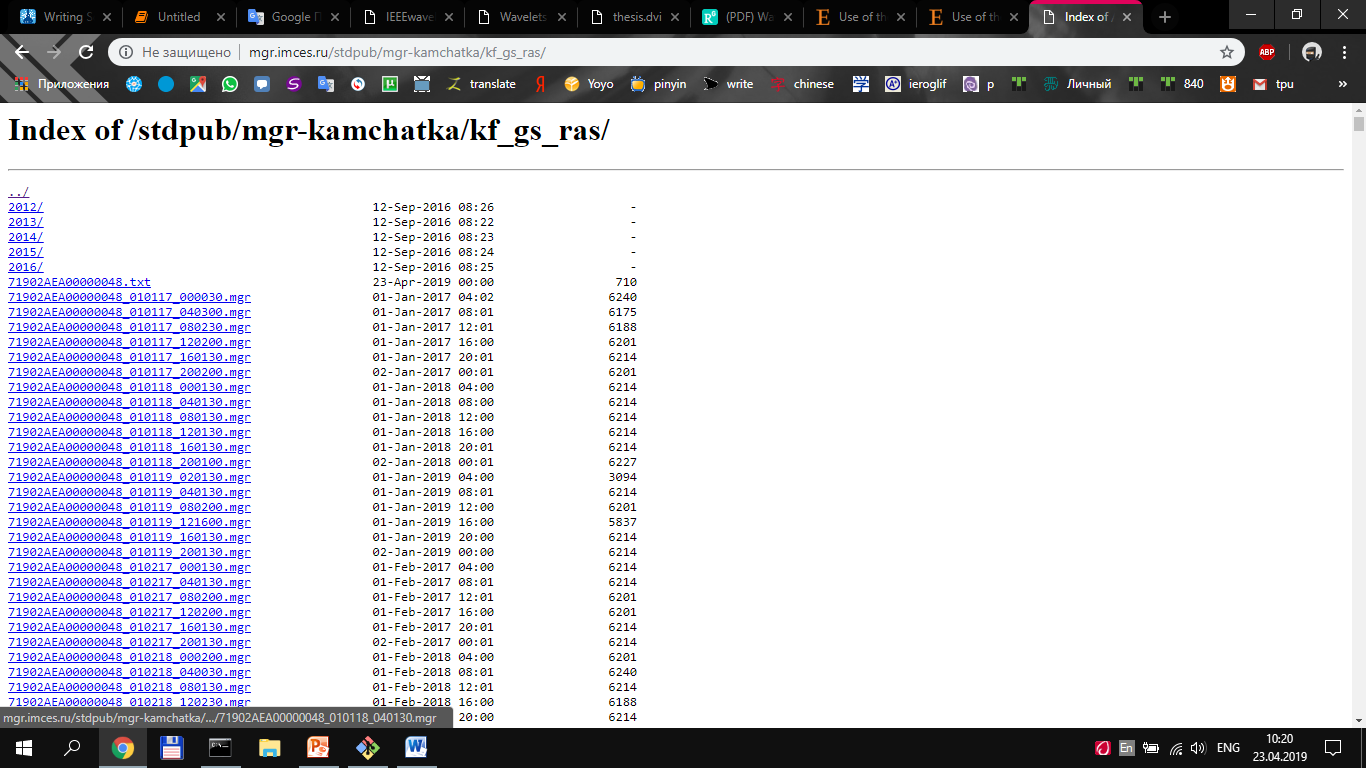 Writing S
Untitled
Google П
IEEEwave
Wavelets
thesis.dvi
(PDF) Wa
Use of th
Use of th
Index of /
Не защищено
mgr.imces.ru/stdpub/mgr-kamchatka/kf_gs_ras/
ABP
Приложения
translate
Yoyo
pinyin
write
chinese
ieroglif
p
Личный
840
tpu
»
Index of /stdpub/mgr-kamchatka/kf_gs_ras/
../
2012/ 12-Sep-2016 08:26 -
2013/ 12-Sep-2016 08:22 -
2014/ 12-Sep-2016 08:23 -
2015/ 12-Sep-2016 08:24 -
2016/ 12-Sep-2016 08:25 -
71902AEA00000048.txt 23-Apr-2019 00:00 710
71902AEA00000048_010117_000030.mgr 01-Jan-2017 04:02 6240
71902AEA00000048_010117_040300.mgr 01-Jan-2017 08:01 6175
71902AEA00000048_010117_080230.mgr 01-Jan-2017 12:01 6188
71902AEA00000048_010117_120200.mgr 01-Jan-2017 16:00 6201
71902AEA00000048_010117_160130.mgr 01-Jan-2017 20:01 6214
71902AEA00000048_010117_200200.mgr 02-Jan-2017 00:01 6201
71902AEA00000048_010118_000130.mgr 01-Jan-2018 04:00 6214
71902AEA00000048_010118_040130.mgr 01-Jan-2018 08:00 6214
71902AEA00000048_010118_080130.mgr 01-Jan-2018 12:00 6214
71902AEA00000048_010118_120130.mgr 01-Jan-2018 16:00 6214
71902AEA00000048_010118_160130.mgr 01-Jan-2018 20:01 6214
71902AEA00000048_010118_200100.mgr 02-Jan-2018 00:01 6227
71902AEA00000048_010119_020130.mgr 01-Jan-2019 04:00 3094
71902AEA00000048_010119_040130.mgr 01-Jan-2019 08:01 6214
71902AEA00000048_010119_080200.mgr 01-Jan-2019 12:00 6201
71902AEA00000048_010119_121600.mgr 01-Jan-2019 16:00 5837
71902AEA00000048_010119_160130.mgr 01-Jan-2019 20:00 6214
71902AEA00000048_010119_200130.mgr 02-Jan-2019 00:00 6214
71902AEA00000048_010217_000130.mgr 01-Feb-2017 04:00 6214
71902AEA00000048_010217_040130.mgr 01-Feb-2017 08:01 6214
71902AEA00000048_010217_080200.mgr 01-Feb-2017 12:01 6201
71902AEA00000048_010217_120200.mgr 01-Feb-2017 16:00 6201
71902AEA00000048_010217_160130.mgr 01-Feb-2017 20:01 6214
71902AEA00000048_010217_200130.mgr 02-Feb-2017 00:01 6214
71902AEA00000048_010218_000200.mgr 01-Feb-2018 04:00 6201
71902AEA00000048_010218_040030.mgr 01-Feb-2018 08:01 6240
71902AEA00000048_010218_080130.mgr 01-Feb-2018 12:01 6214
71902AEA00000048_010218_120230.mgr 01-Feb-2018 16:00 6188
mgr.imces.ru/stdpub/mgr-kamchatka/.../71902AEA00000048_010118_040130.mgr 20:00 6214
En
ENG
10:20
23.04.2019